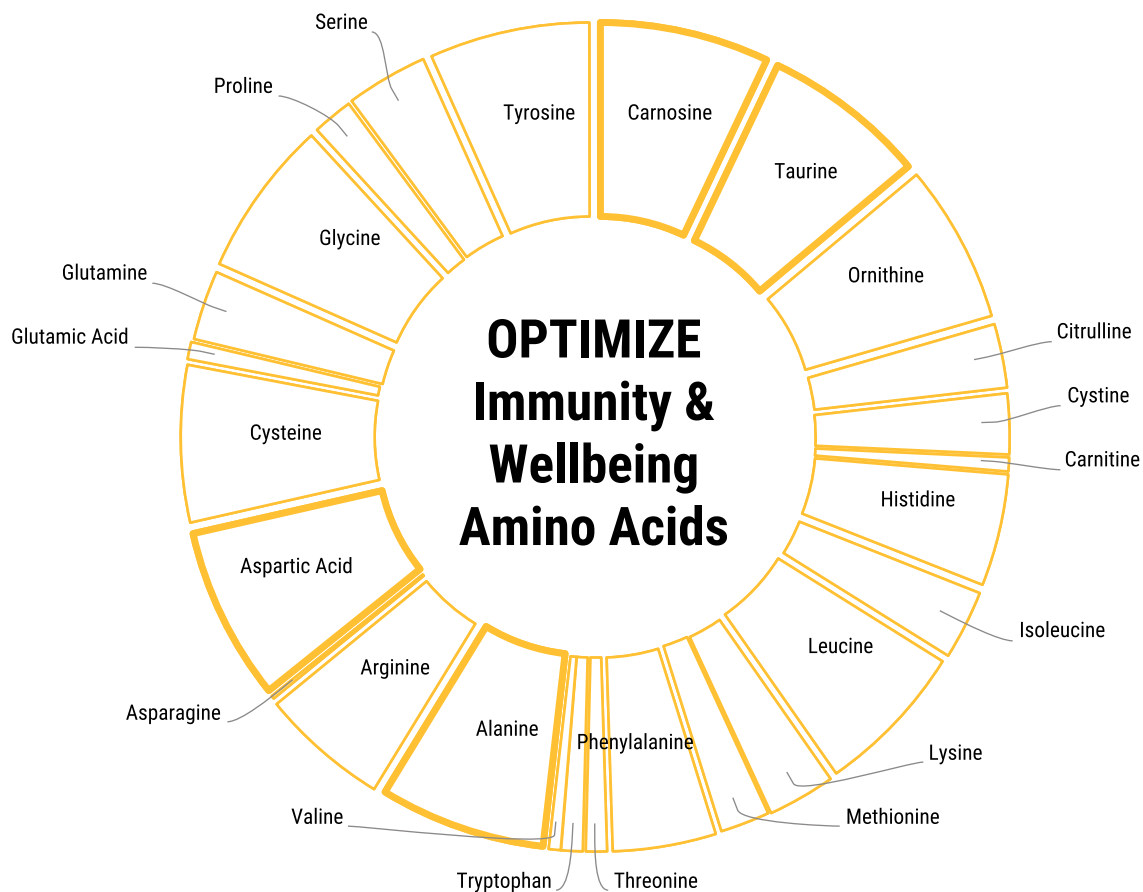 Serine
Tyrosine
Carnosine
Proline
Taurine
Glycine
Ornithine
Glutamine
Glutamic Acid
Citrulline
OPTIMIZE
Immunity &
Wellbeing
Amino Acids
Cystine
Cysteine
Carnitine
Histidine
Aspartic Acid
Isoleucine
Leucine
Arginine
Asparagine
Alanine
Phenylalanine
Lysine
Valine
Methionine
Tryptophan
Threonine